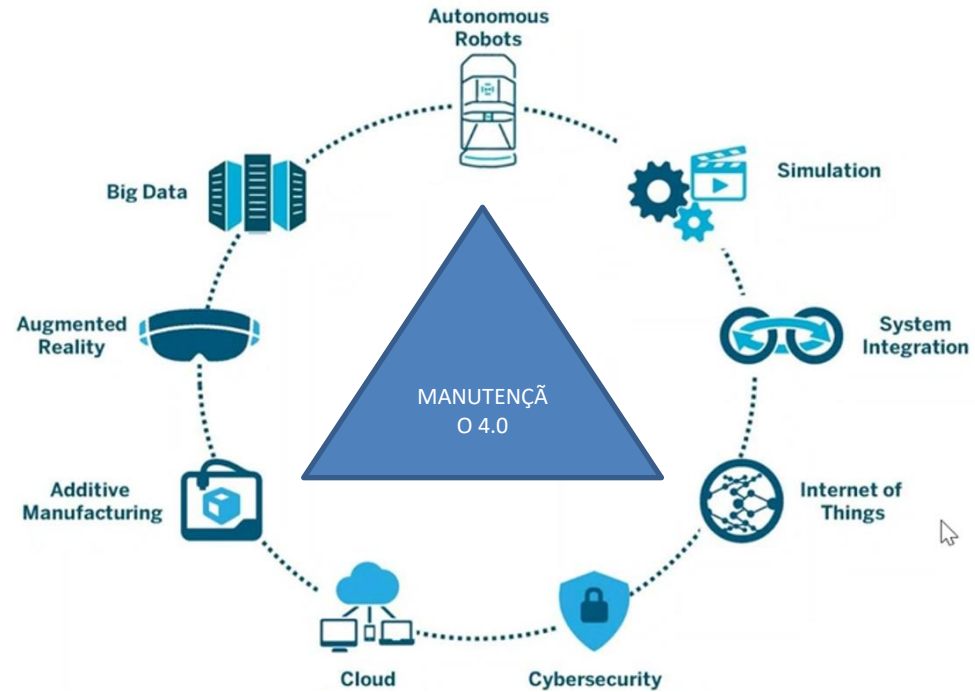 Autonomous
Robots
Simulation
System
Integration
Internet of
Things
Cybersecurity
Cloud
Additive
Manufacturing
Augmented
Reality
Big Data
MANUTENÇÃ
O 4.0